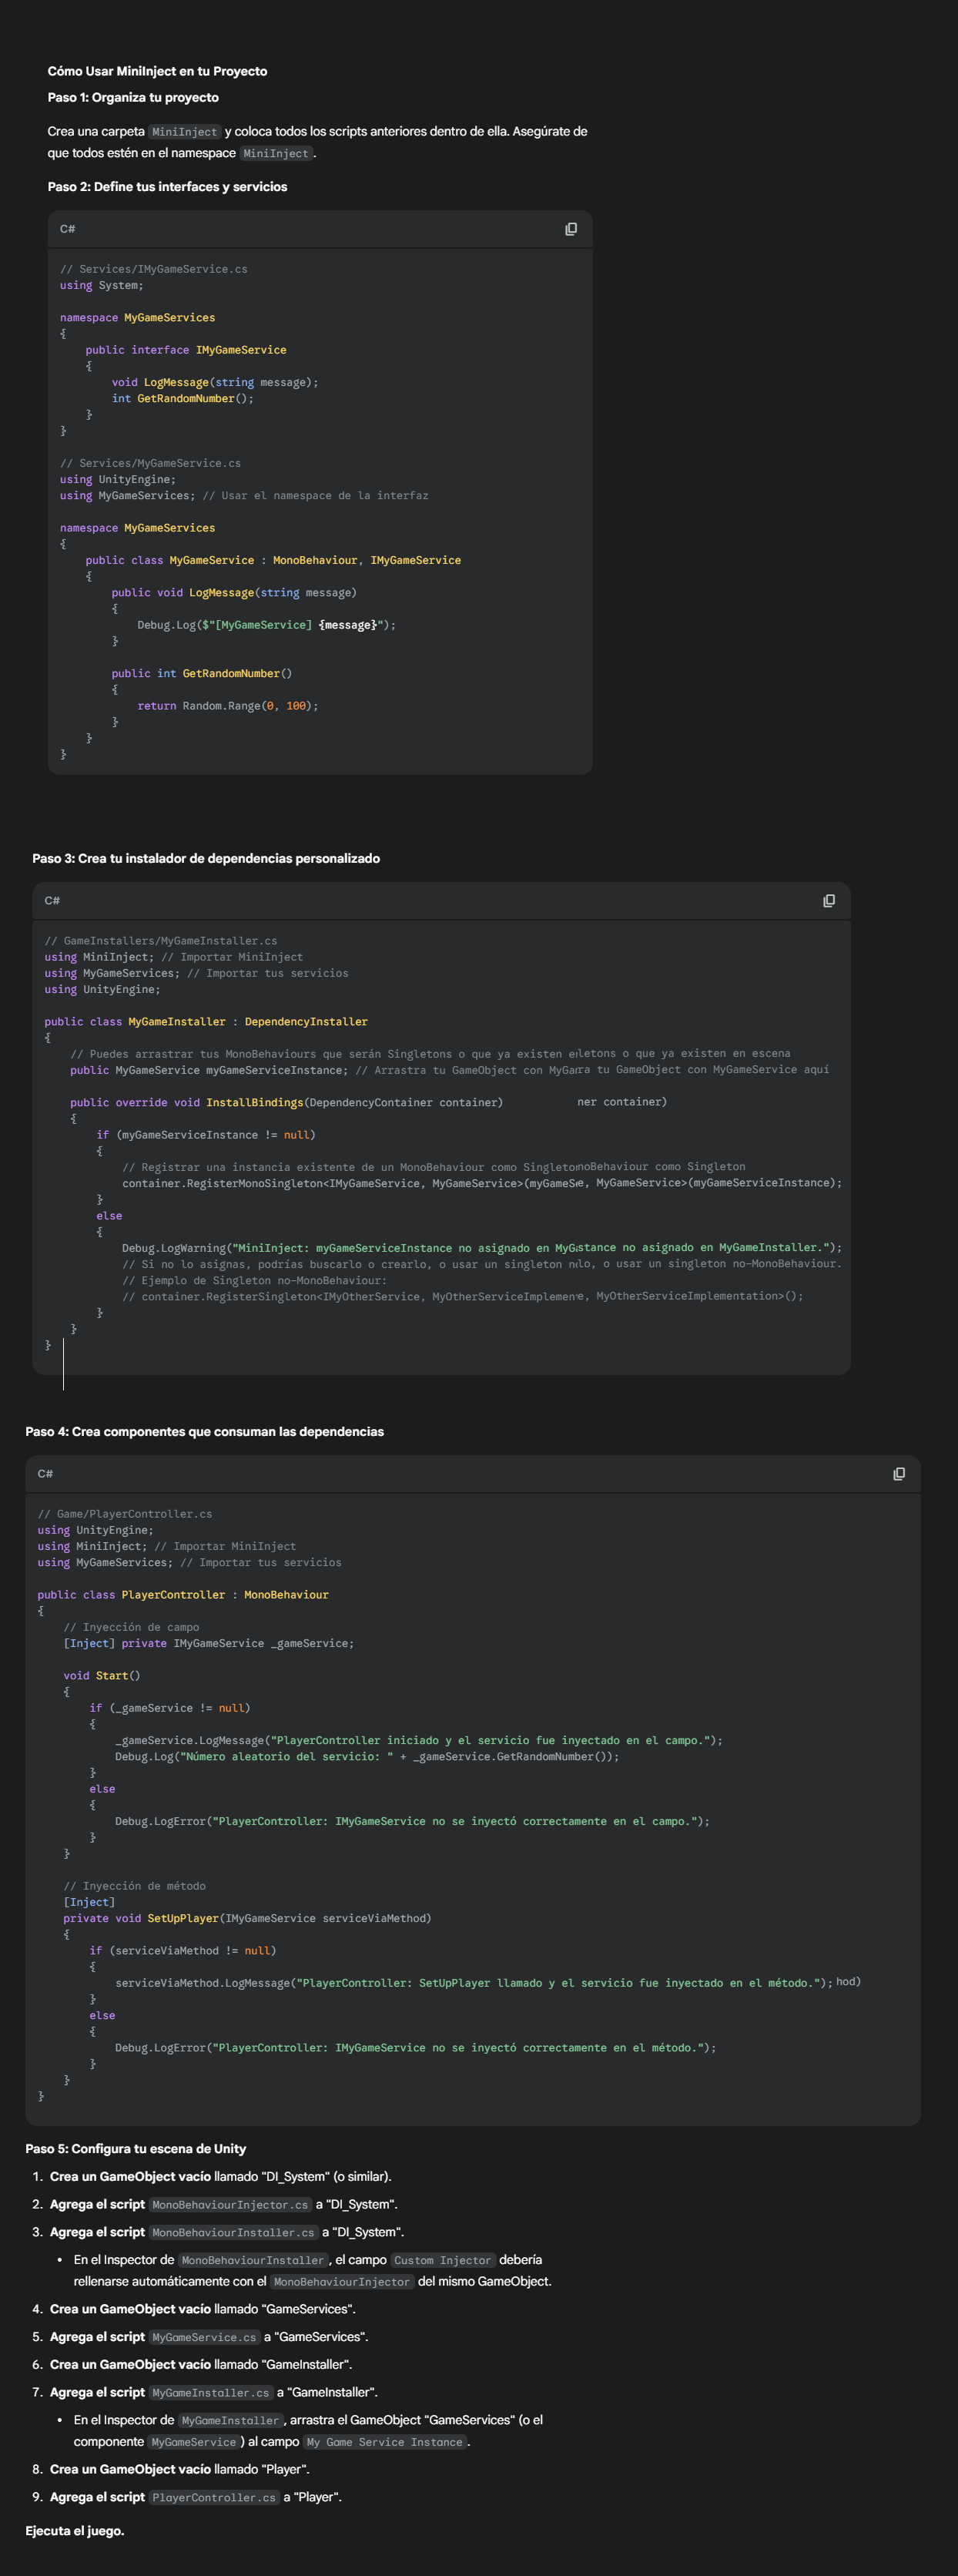 Cómo Usar MiniInject en tu Proyecto
Paso 1: Organiza tu proyecto
Crea una carpeta MiniInject y coloca todos los scripts anteriores dentro de ella. Asegúrate de
que todos estén en el namespace MiniInject.
Paso 2: Define tus interfaces y servicios
C#
// Services/IMyGameService.cs
using System;
namespace MyGameServices
{
public interface IMyGameService
{
void LogMessage(string message);
int GetRandomNumber();
}
}
// Services/MyGameService.cs
using UnityEngine;
using MyGameServices; // Usar el namespace de la interfaz
namespace MyGameServices
{
public class MyGameService : MonoBehaviour, IMyGameService
{
public void LogMessage(string message)
{
Debug.Log($"[MyGameService] {message}");
}
public int GetRandomNumber()
{
return Random.Range(0, 100);
}
}
}
Paso 3: Crea tu instalador de dependencias personalizado
C#
// GameInstallers/MyGameInstaller.cs
using MiniInject; // Importar MiniInject
using MyGameServices; // Importar tus servicios
using UnityEngine;
public class MyGameInstaller : DependencyInstaller
{
// Puedes arrastrar tus MonoBehaviours que serán Singletons o que ya existen eletons o que ya existen en escena
public MyGameService myGameServiceInstance; // Arrastra tu GameObject con MyGara tu GameObject con MyGameService aquí
public override void InstallBindings(DependencyContainer container) ner container)
{
if (myGameServiceInstance != null)
{
// Registrar una instancia existente de un MonoBehaviour como SingletonoBehaviour como Singleton
container.RegisterMonoSingleton<IMyGameService, MyGameService>(myGameSe, MyGameService>(myGameServiceInstance);
}
else
{
Debug.LogWarning("MiniInject: myGameServiceInstance no asignado en MyGastance no asignado en MyGameInstaller.");
// Si no lo asignas, podrías buscarlo o crearlo, o usar un singleton nlo, o usar un singleton no-MonoBehaviour.
// Ejemplo de Singleton no-MonoBehaviour:
// container.RegisterSingleton<IMyOtherService, MyOtherServiceImplemene, MyOtherServiceImplementation>();
}
}
}
Paso 4: Crea componentes que consuman las dependencias
C#
// Game/PlayerController.cs
using UnityEngine;
using MiniInject; // Importar MiniInject
using MyGameServices; // Importar tus servicios
public class PlayerController : MonoBehaviour
{
// Inyección de campo
[Inject] private IMyGameService _gameService;
void Start()
{
if (_gameService != null)
{
_gameService.LogMessage("PlayerController iniciado y el servicio fue inyectado en el campo.");
Debug.Log("Número aleatorio del servicio: " + _gameService.GetRandomNumber());
}
else
{
Debug.LogError("PlayerController: IMyGameService no se inyectó correctamente en el campo.");
}
}
// Inyección de método
[Inject]
private void SetUpPlayer(IMyGameService serviceViaMethod)
{
if (serviceViaMethod != null)
{
serviceViaMethod.LogMessage("PlayerController: SetUpPlayer llamado y el servicio fue inyectado en el método."); hod)
}
else
{
Debug.LogError("PlayerController: IMyGameService no se inyectó correctamente en el método.");
}
}
}
Paso 5: Configura tu escena de Unity
1. Crea un GameObject vacío llamado "DI_System" (o similar).
2. Agrega el script MonoBehaviourInjector.cs a "DI_System".
3. Agrega el script MonoBehaviourInstaller.cs a "DI_System".
• En el Inspector de MonoBehaviourInstaller, el campo Custom Injector debería
rellenarse automáticamente con el MonoBehaviourInjector del mismo GameObject.
4. Crea un GameObject vacío llamado "GameServices".
5. Agrega el script MyGameService.cs a "GameServices".
6. Crea un GameObject vacío llamado "GameInstaller".
7. Agrega el script MyGameInstaller.cs a "GameInstaller".
• En el Inspector de MyGameInstaller, arrastra el GameObject "GameServices" (o el
componente MyGameService ) al campo My Game Service Instance.
8. Crea un GameObject vacío llamado "Player".
9. Agrega el script PlayerController.cs a "Player".
Ejecuta el juego.